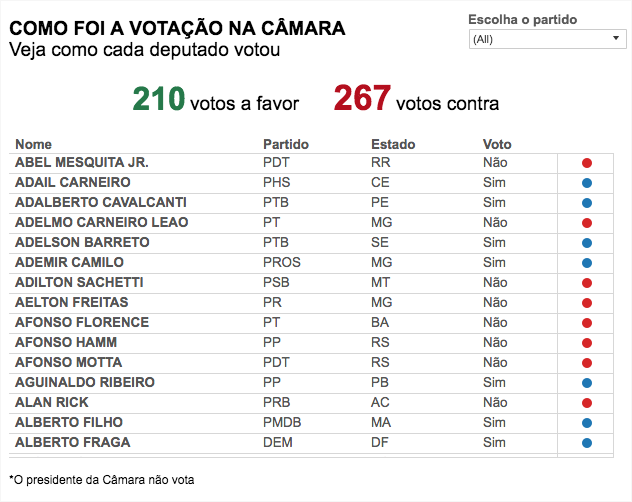 COMO FOI A VOTAÇÃO NA CÂMARA
Veja como cada deputado votou
Escolha o partido
(All)
210 votos a favor 267 votos contra
Nome Partido Estado Voto
ABEL MESQUITA JR. PDT RR Não
ADAIL CARNEIRO PHS CE Sim
ADALBERTO CAVALCANTI PTB PE Sim
ADELMO CARNEIRO LEAO PT MG Não
ADELSON BARRETO PTB SE Sim
ADEMIR CAMILO PROS MG Sim
ADILTON SACHETTI PSB MT Não
AELTON FREITAS PR MG Não
AFONSO FLORENCE PT BA Não
AFONSO HAMM PP RS Não
AFONSO MOTTA PDT RS Não
AGUINALDO RIBEIRO PP PB Sim
ALAN RICK PRB AC Não
ALBERTO FILHO PMDB MA Sim
ALBERTO FRAGA DEM DF Sim
*O presidente da Câmara não vota